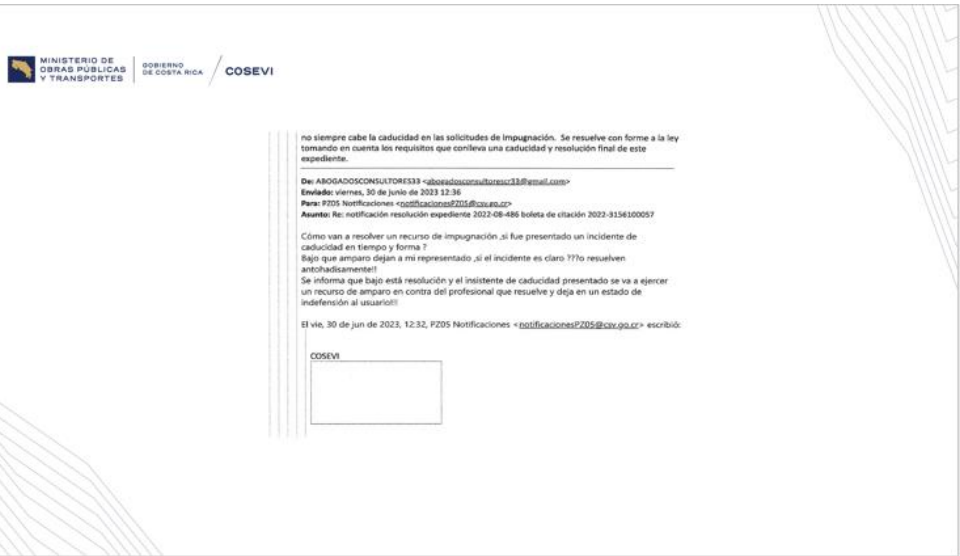 MINISTERIO DE
OBRAS PÚBLICAS
Y TRANSPORTES
GOBIERNO
DE COSTA RICA
COSEVI
no siempre cabe la caducidad en las solicitudes de Impugnación. Se resuelve con forme a la ley
tomando en cuenta los requisitos que conlleva una caducidad y resolución final de este
expediente.
De: ABOGADOSCONSULTORES33 <abogadosconsultorescr33@gmail.com>
Enviado: viernes, 30 de junio de 2023 12:36
Para: PZ05 Notificaciones <notificacionesPZ05@csv.go.cr>
Asunto: Re: notificación resolución expediente 2022-08-486 boleta de citación 2022-3156100057
Cómo van a resolver un recurso de impugnación ,si fue presentado un incidente de
caducidad en tiempo y forma ?
Bajo que amparo dejan a mi representado ,si el incidente es claro ???o resuelven
antohadisamente!!
Se informa que bajo está resolución y el insistente de caducidad presentado se va a ejercer
un recurso de amparo en contra del profesional que resuelve y deja en un estado de
indefensión al usuario!!!
El vie, 30 de jun de 2023, 12:32, PZ05 Notificaciones <notificacionesPZ05@csv.go.cr> escribió:
COSEVI